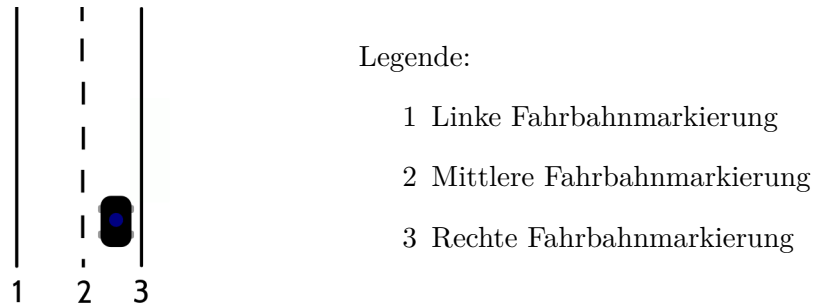 Legende:
1 Linke Fahrbahnmarkierung
2 Mittlere Fahrbahnmarkierung
3 Rechte Fahrbahnmarkierung
1 2 3